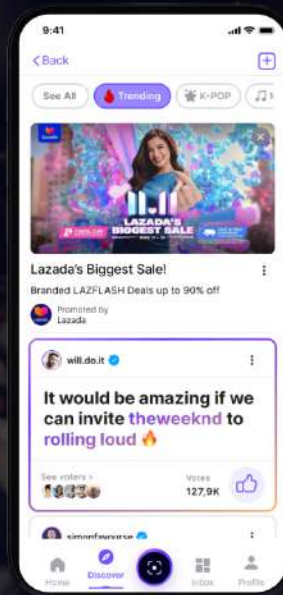 9:41
Back
See All
Trending
K-POP
11.11
LAZADA'S
BIGGEST SALE
Lazada's Biggest Sale!
Branded LAZFLASH Deals up to 90% off
Promoted by
Lazada
will.do.it
It would be amazing if we
can invite theweeknd to
rolling loud 🔥
See voters >
Votes
127,9K
simonfavourse
Home
Discover
Inbox
Profile